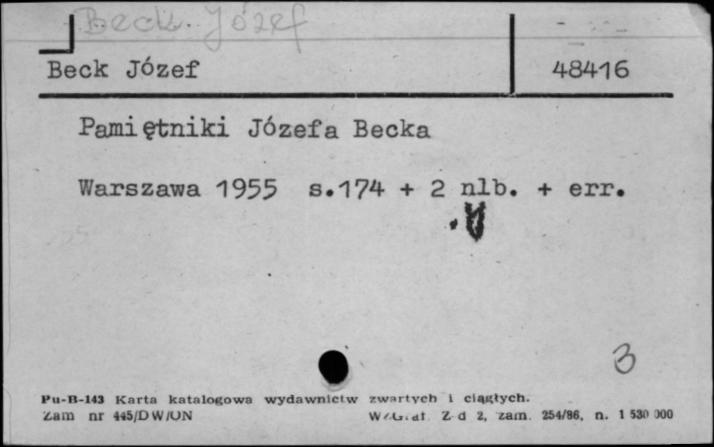 Beck Józef
Beck Józef 48416
Pamiętniki Józefa Becka
Warszawa 1955 s.174 + 2 nlb. + err.
3
Pu-B-143 Karta katalogowa wydawnictw zwartych i ciągłych.
Zam nr 445/DW/ON Z-d 2, zam. 254/86, n. 1 530 000